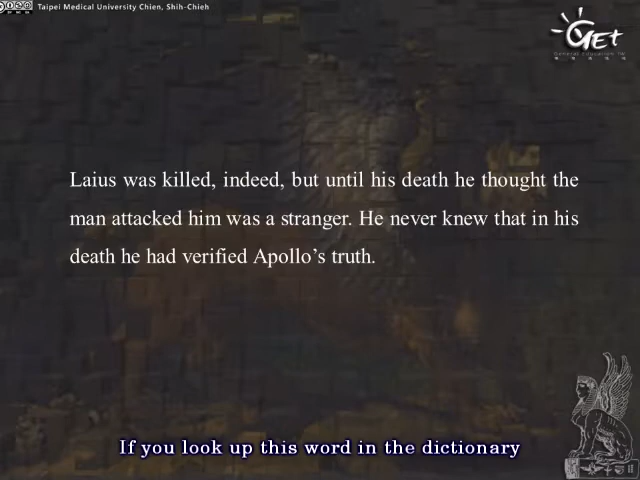 Taipei Medical University Chien, Shih-Chieh
GET
Laius was killed, indeed, but until his death he thought the
man attacked him was a stranger. He never knew that in his
death he had verified Apollo's truth.
If you look up this word in the dictionary